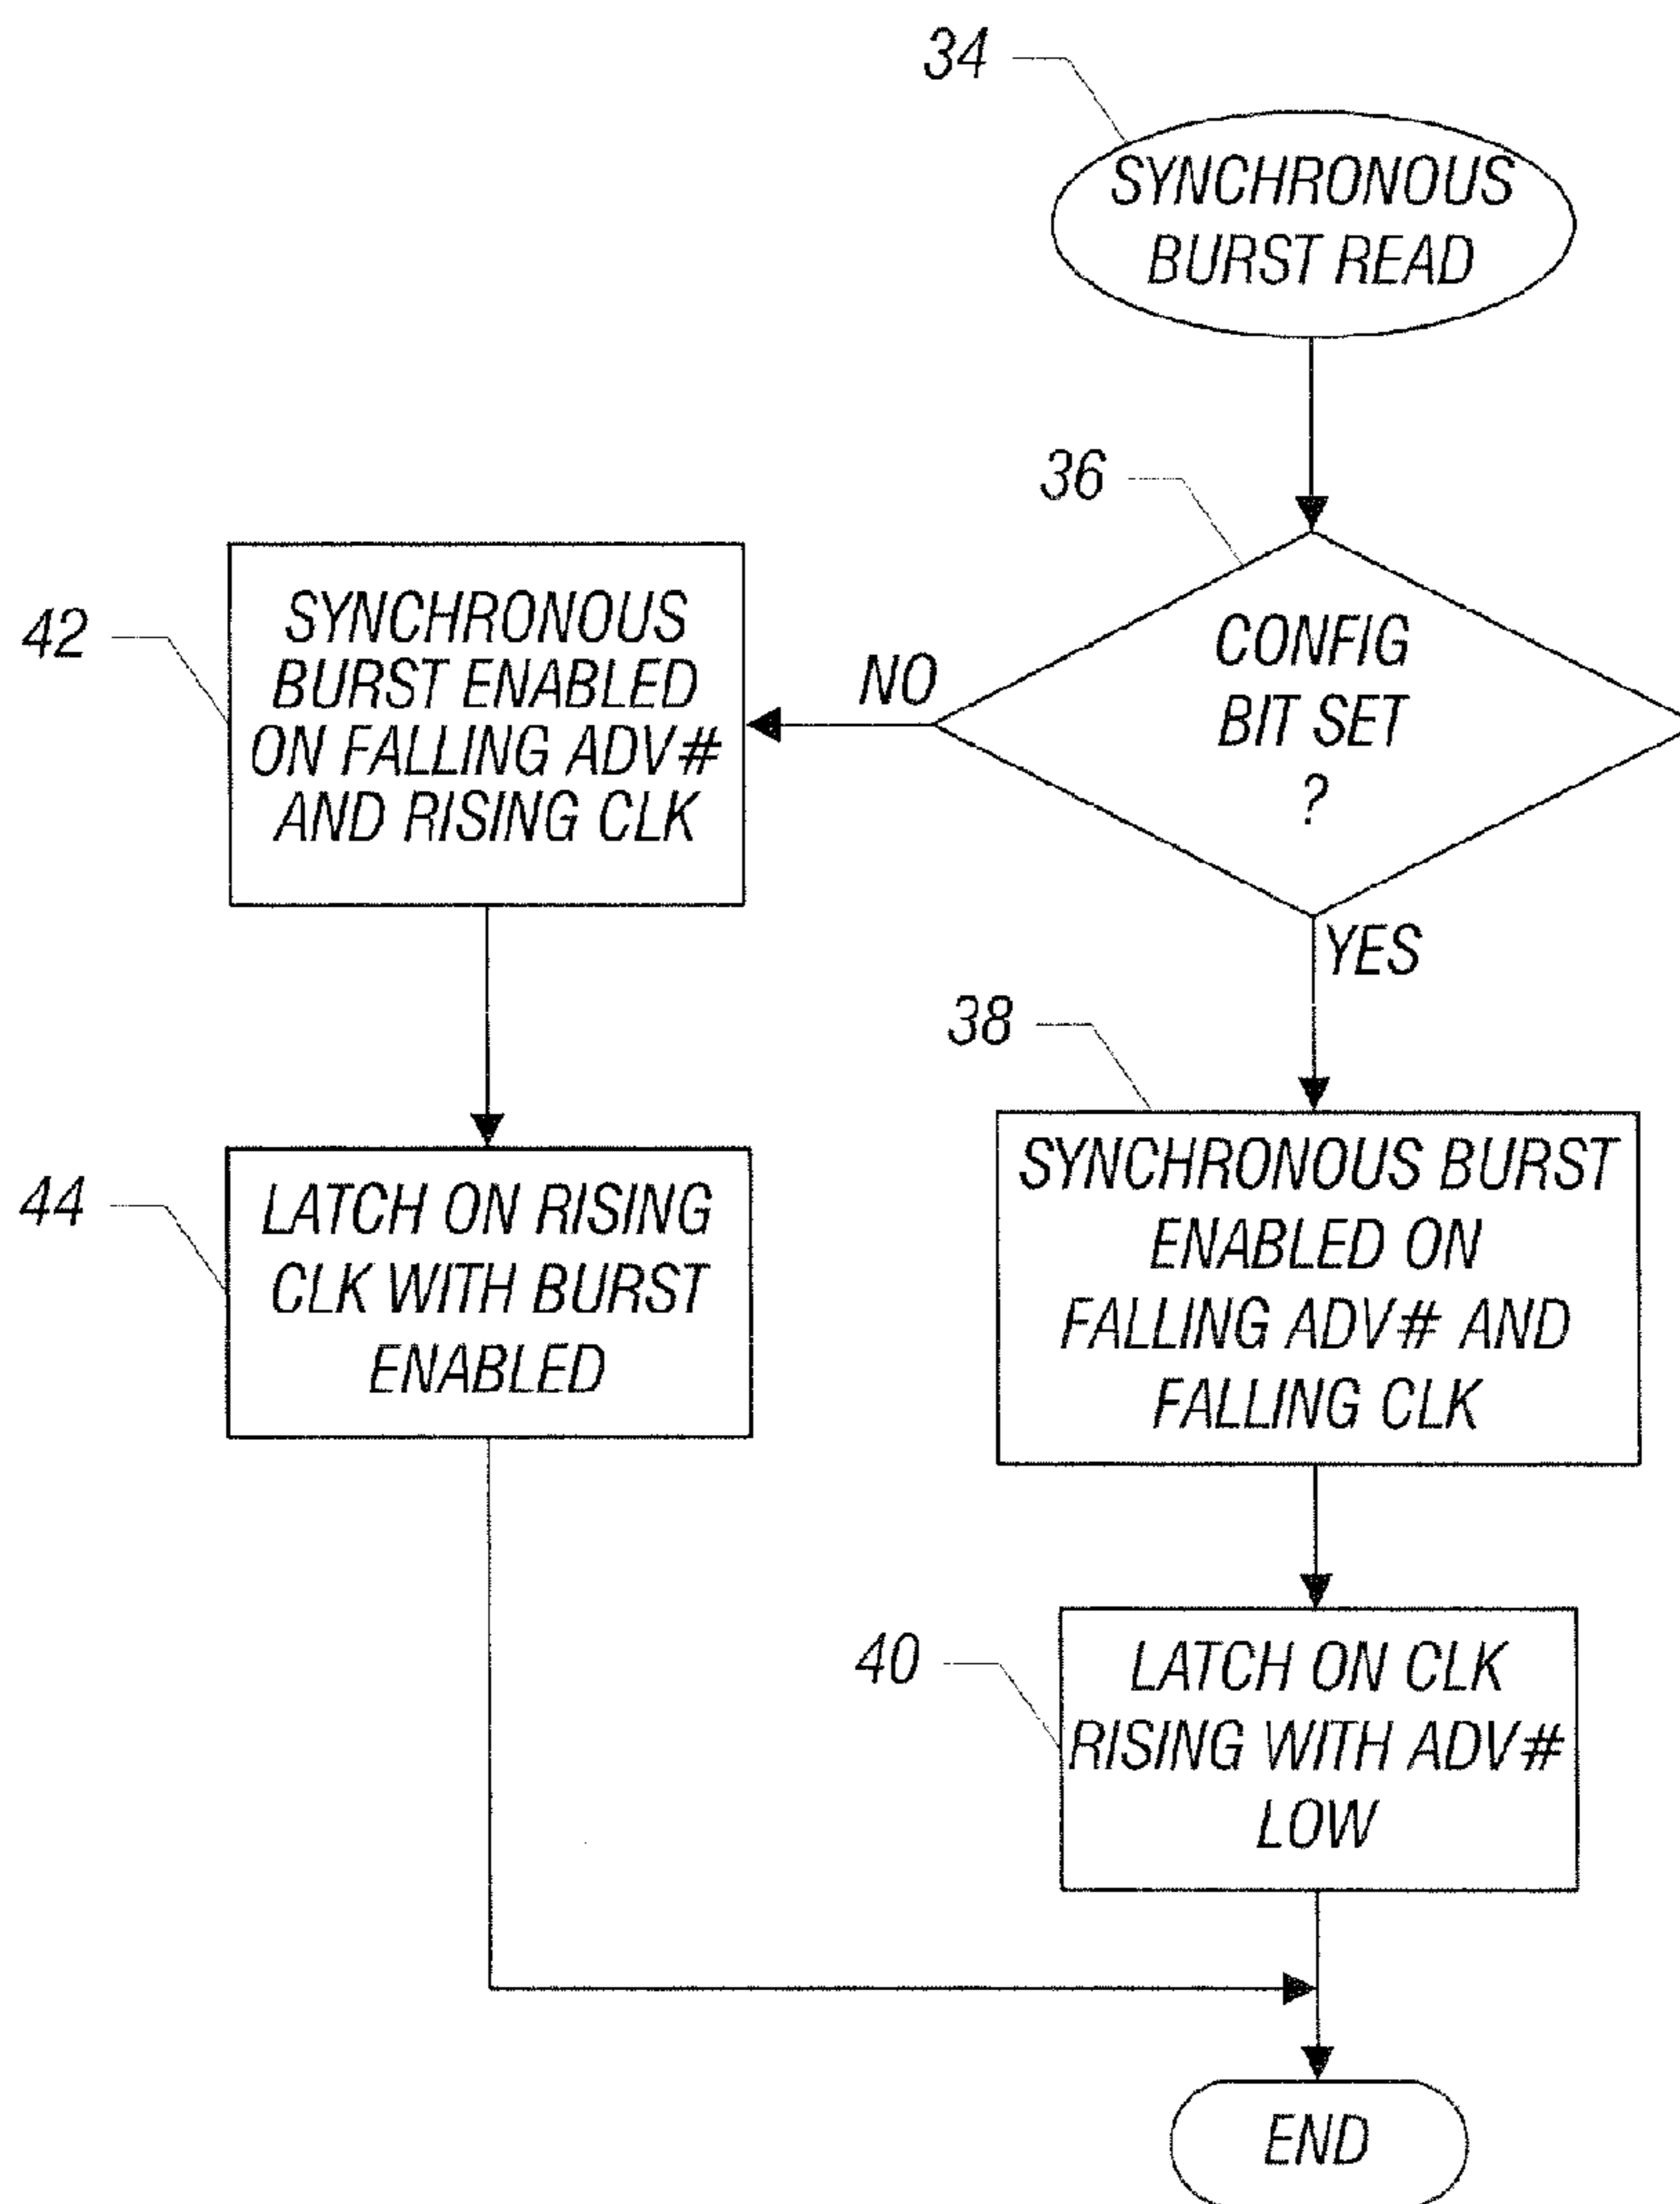 34
SYNCHRONOUS
BURST READ
36
CONFIG
BIT SET
?
NO
YES
42
SYNCHRONOUS
BURST ENABLED
ON FALLING ADV#
AND RISING CLK
44
LATCH ON RISING
CLK WITH BURST
ENABLED
38
SYNCHRONOUS BURST
ENABLED ON
FALLING ADV# AND
FALLING CLK
40
LATCH ON CLK
RISING WITH ADV#
LOW
END